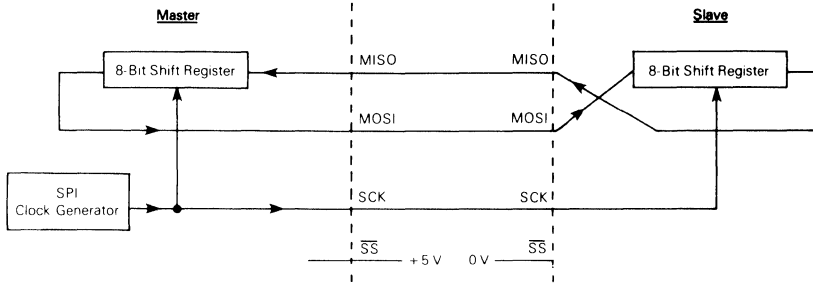 Master
Slave
MISO
MISO
8-Bit Shift Register
8-Bit Shift Register
MOSI
MOSI
SPI
Clock Generator
SCK
SCK
SS
+5 V
0 V
SS